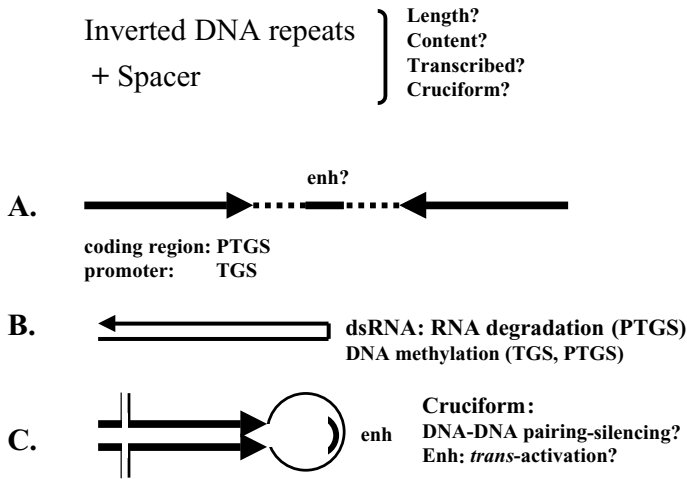 Inverted DNA repeats
+ Spacer
Length?
Content?
Transcribed?
Cruciform?
enh?
A.
coding region: PTGS
promoter: TGS
B.
dsRNA: RNA degradation (PTGS)
DNA methylation (TGS, PTGS)
C.
enh
Cruciform:
DNA-DNA pairing-silencing?
Enh: trans-activation?